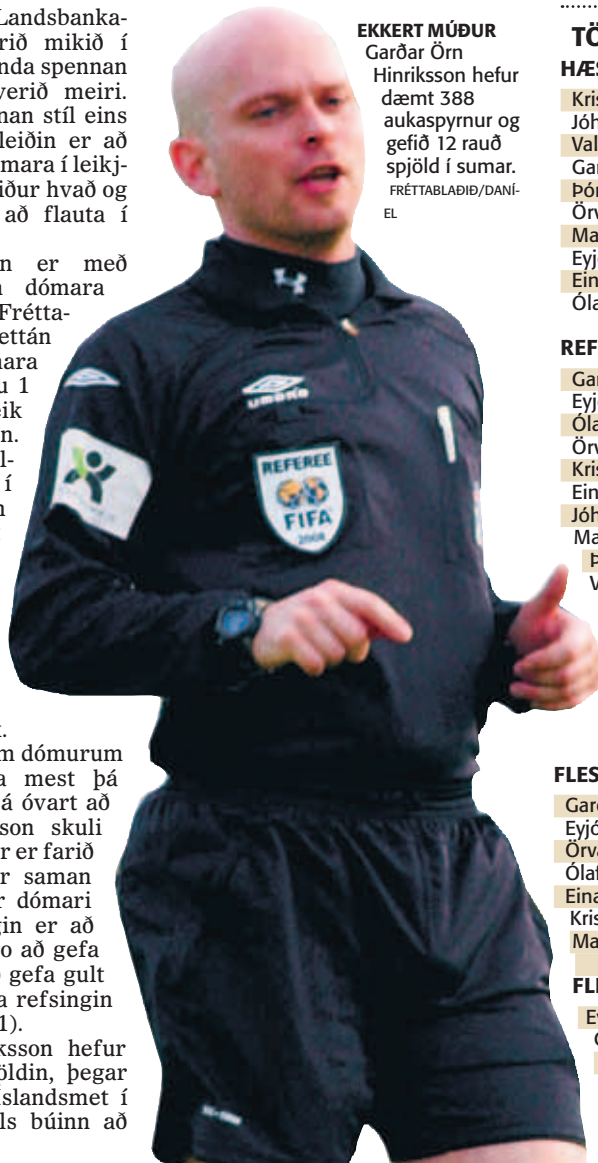 Landsbanka-
rið mikið í
nda spennan
verið meiri.
nan stíl eins
leiðin er að
mara í leikj-
iður hvað og
að flauta í
n er með
dómara
Frétta-
ettán
nara
u 1
eik
n.
l-
í
m dómurum
a mest þá
á óvart að
son skuli
r er farið
r saman
r dómari
gin er að
o að gefa
gefa gult
a refsingin
1).
ksson hefur
öldin, þegar
Íslandsmet í
ls búinn að
EKKERT MÚÐUR
Garðar Örn
Hinriksson hefur
dæmt 388
aukaspyrnur og
gefið 12 rauð
spjöld í sumar.
FRÉTTABLAÐIÐ/DANÍ-
EL
UMBRO
REFEREE
FIFA
2008
TÖ
HÆS
Kris
Jóh
Val
Gar
Þór
Örv
Ma
Eyj
Ein
Óla
REF
Gar
Eyj
Óla
Örv
Kris
Ein
Jóh
Ma
Þ
V
FLES
Gar
Eyjó
Örva
Ólaf
Eina
Kris
Ma
FL
E